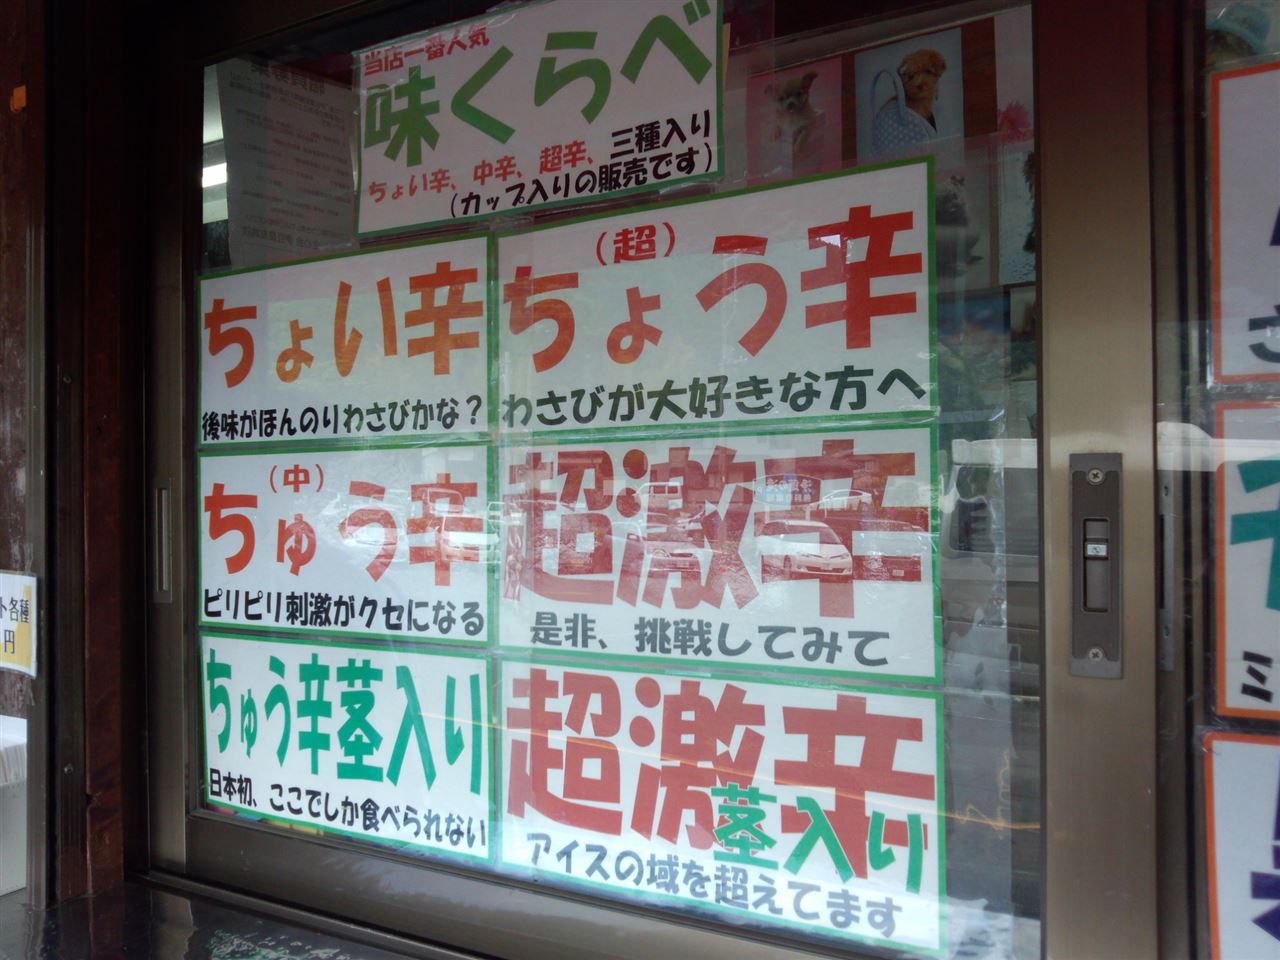 当店一番人気
味くらべ
ちょい辛、中辛、超辛、三種入り
(カップ入りの販売です)
ちょい辛
後味がほんのりわさびかな?
(超)
ちょう辛
わさびが大好きな方へ
(中)
ちゅう辛
ピリピリ刺激がクセになる
超激辛
是非、挑戦してみて
ちゅう辛茎入り
日本初、ここでしか食べられない
超激辛
茎入り
アイスの域を超えてます
ト各種
円